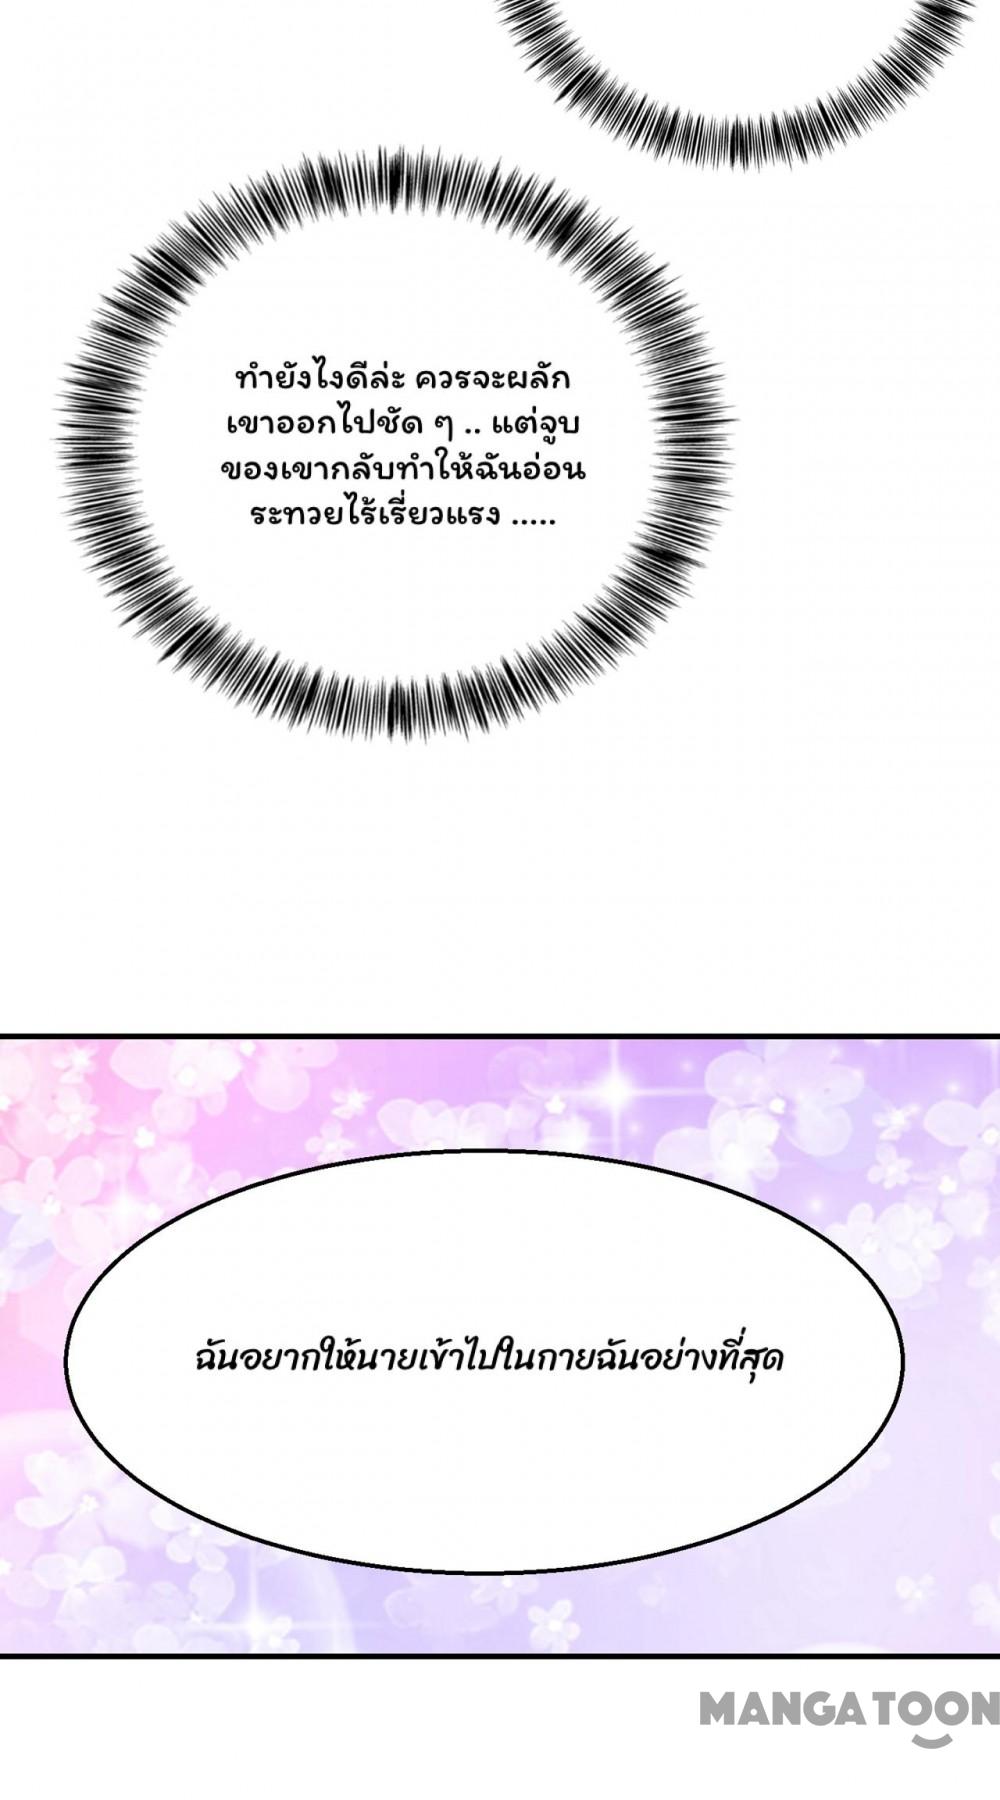 ทำยังไงดีล่ะ ควรจะผลัก
เขาออกไปชัด ๆ .. แต่จูบ
ของเขากลับทำให้ฉันอ่อน
ระทวยไร้เรี่ยวแรง .....
ฉันอยากให้นายเข้าไปในกายฉันอย่างที่สุด
MANGATOON